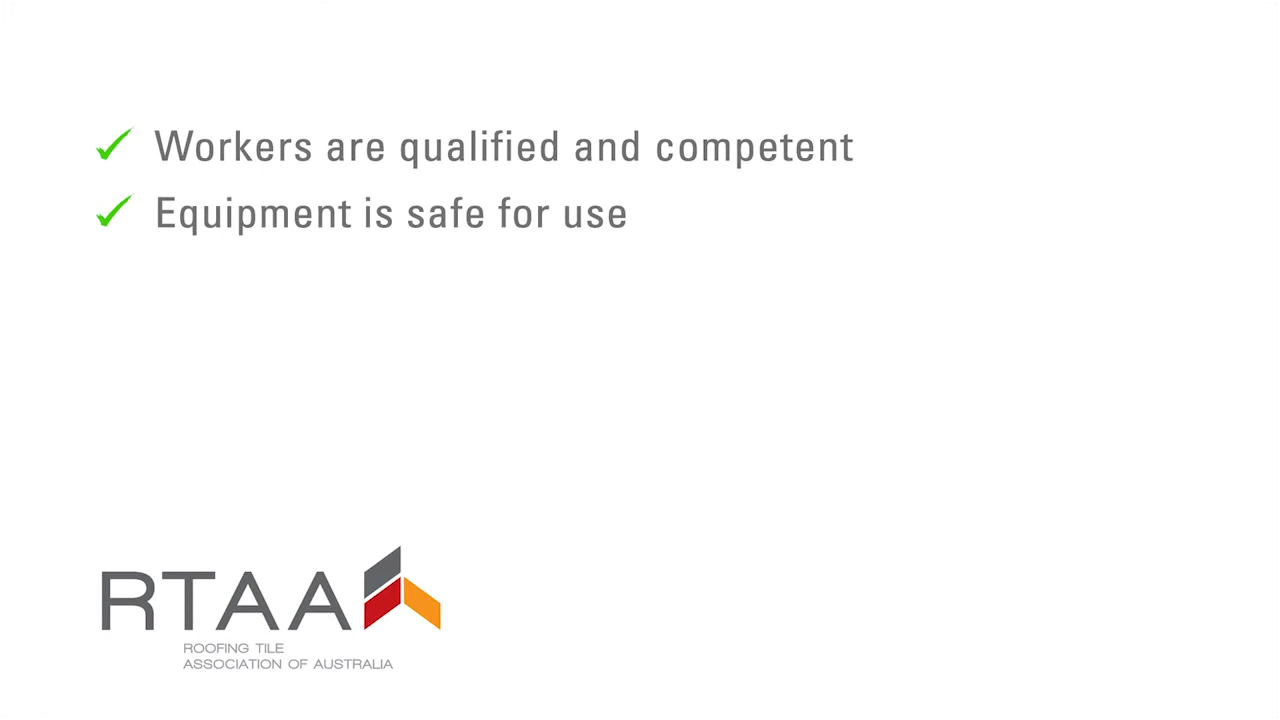 Workers are qualified and competent
Equipment is safe for use
RTAA
ROOFING TILE
ASSOCIATION OF AUSTRALIA